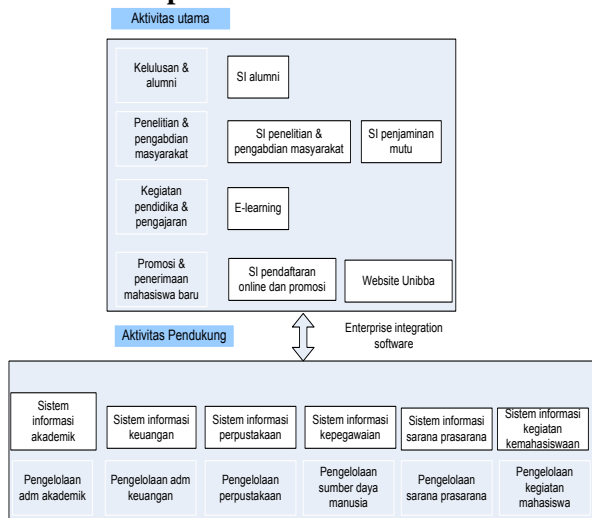 Aktivitas utama
Kelulusan &
alumni
SI alumni
Penelitian &
pengabdian
masyarakat
SI penelitian &
pengabdian masyarakat
SI penjaminan
mutu
Kegiatan
pendidika &
pengajaran
E-learning
Promosi &
penerimaan
mahasiswa baru
SI pendaftaran
online dan promosi
Website Unibba
Aktivitas Pendukung
Enterprise integration
software
Sistem
informasi
akademik
Sistem informasi
keuangan
Sistem informasi
perpustakaan
Sistem informasi
kepegawaian
Sistem informasi
sarana prasarana
Sistem informasi
kegiatan
kemahasiswaan
Pengelolaan
adm akademik
Pengelolaan adm
keuangan
Pengelolaan
perpustakaan
Pengelolaan
sumber daya
manusia
Pengelolaan
sarana prasarana
Pengelolaan
kegiatan
mahasiswa